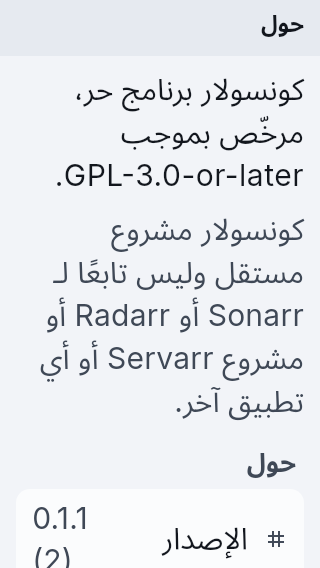 حول
كونسولار برنامج حر،
مرخّص بموجب
GPL-3.0-or-later.
كونسولار مشروع
مستقل وليس تابعًا لـ
Sonarr أو Radarr أو
مشروع Servarr أو أي
تطبيق آخر.
حول
# الإصدار 0.1.1
(2)